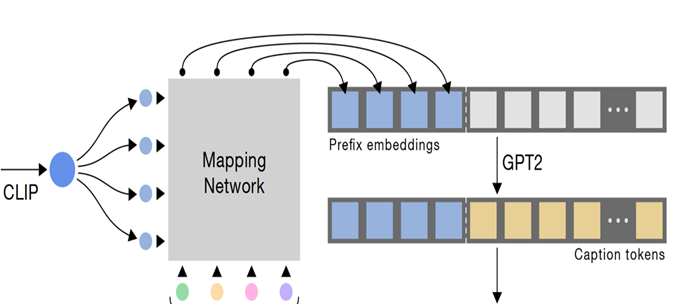 CLIP
Mapping
Network
Prefix embeddings
GPT2
Caption tokens